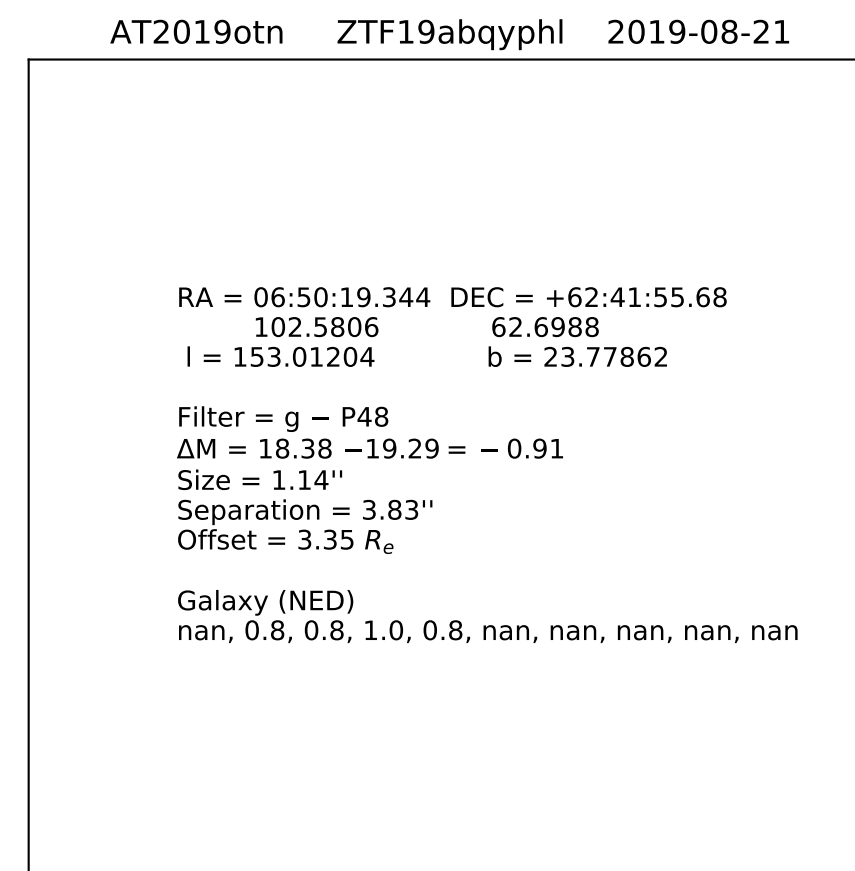 AT2019otn ZTF19abqyphl 2019-08-21
RA = 06:50:19.344 DEC = +62:41:55.68
102.5806 62.6988
l = 153.01204 b = 23.77862
Filter = g − P48
ΔM = 18.38 −19.29 = − 0.91
Size = 1.14''
Separation = 3.83''
Offset = 3.35 Rₑ
Galaxy (NED)
nan, 0.8, 0.8, 1.0, 0.8, nan, nan, nan, nan, nan